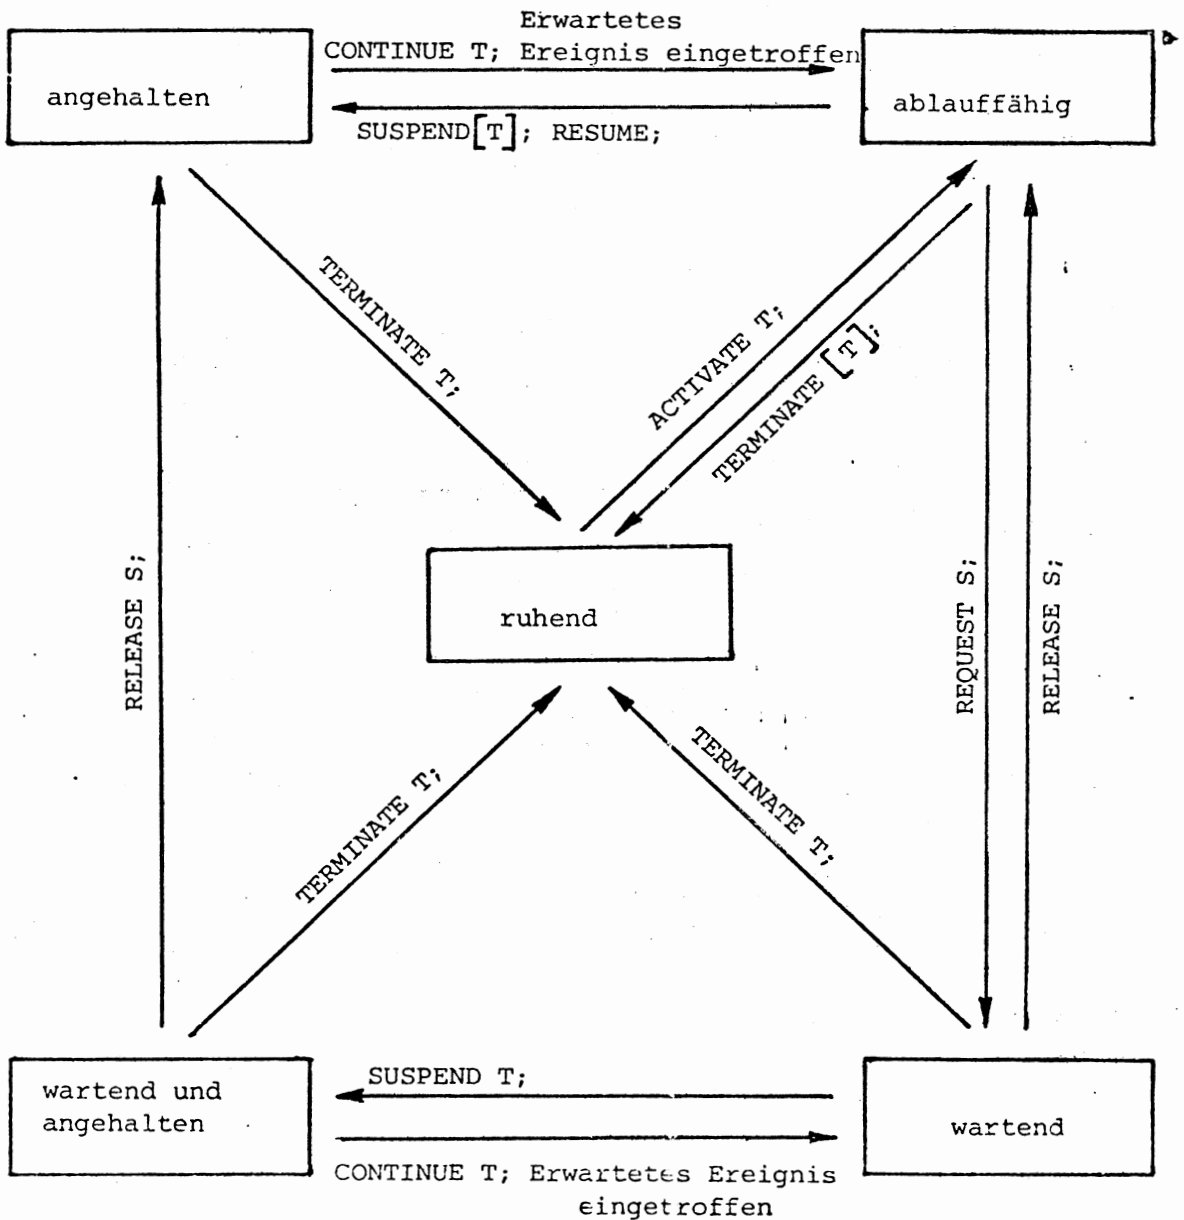 Erwartetes
CONTINUE T; Ereignis eingetroffen
angehalten
ablauffähig
SUSPEND[T]; RESUME;
TERMINATE T;
ACTIVATE T;
TERMINATE [T];
RELEASE S;
ruhend
REQUEST S;
RELEASE S;
TERMINATE T;
TERMINATE T;
wartend und
angehalten
SUSPEND T;
wartend
CONTINUE T; Erwartetes Ereignis
eingetroffen